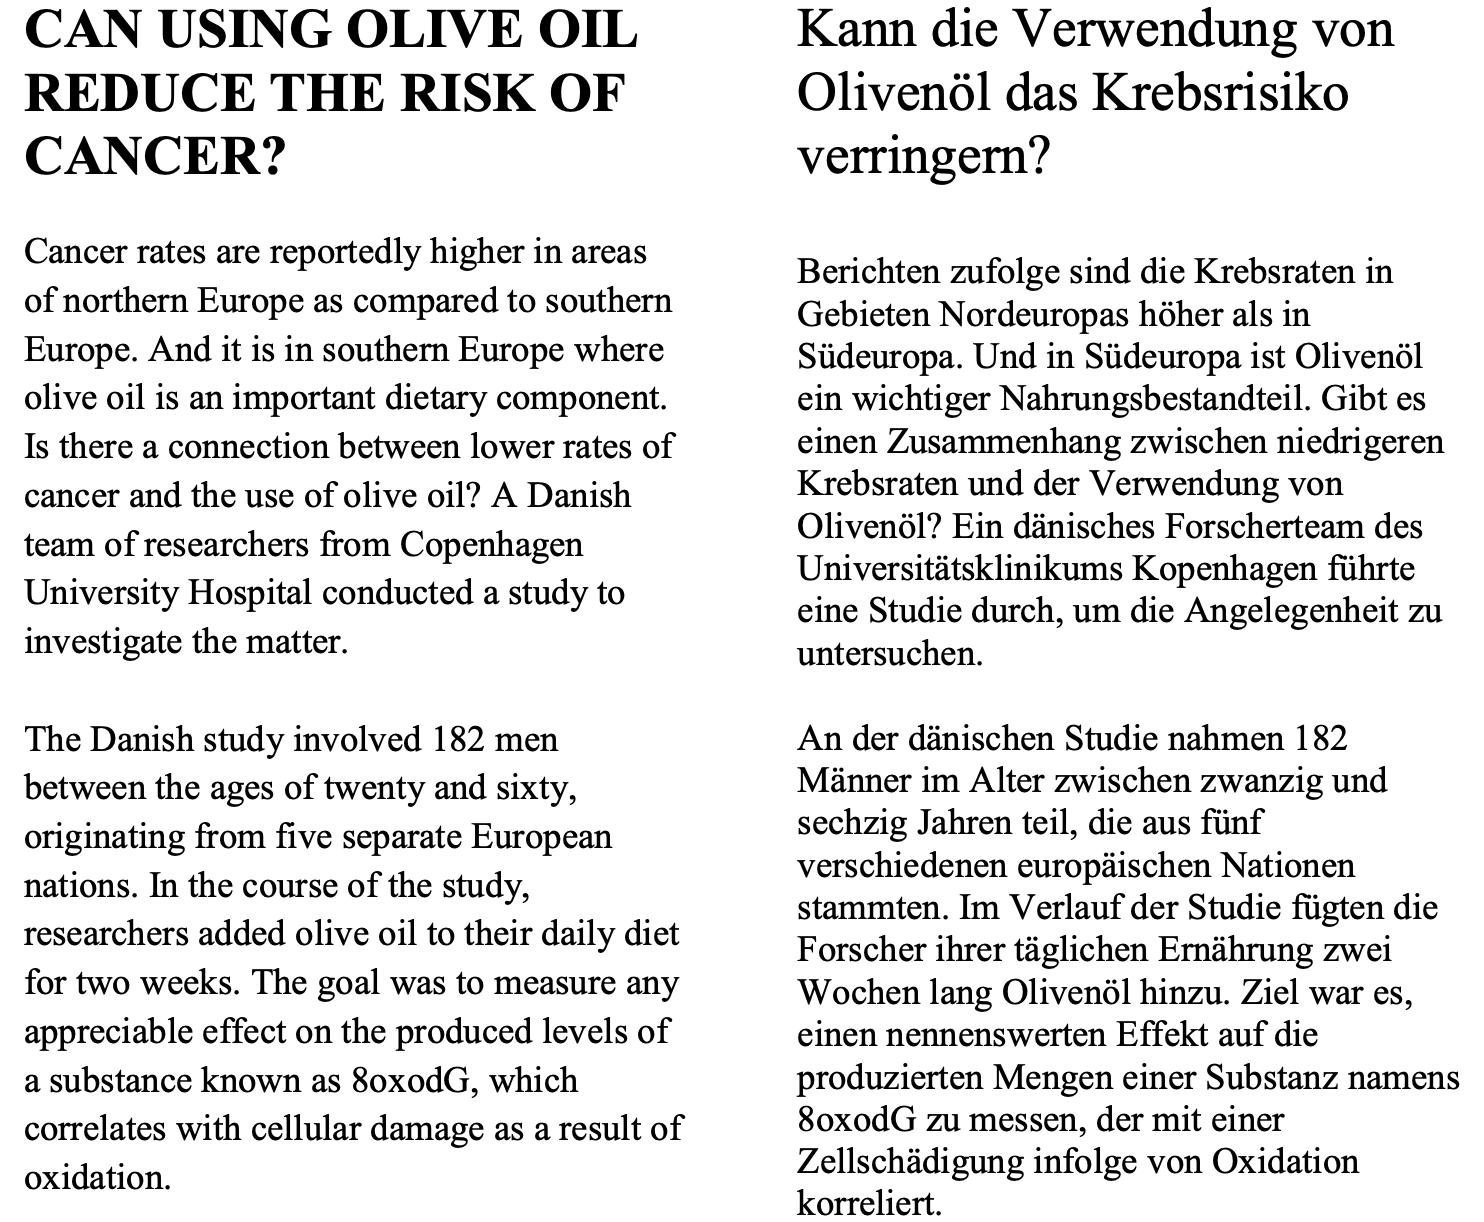 CAN USING OLIVE OIL
REDUCE THE RISK OF
CANCER?
Cancer rates are reportedly higher in areas
of northern Europe as compared to southern
Europe. And it is in southern Europe where
olive oil is an important dietary component.
Is there a connection between lower rates of
cancer and the use of olive oil? A Danish
team of researchers from Copenhagen
University Hospital conducted a study to
investigate the matter.
The Danish study involved 182 men
between the ages of twenty and sixty,
originating from five separate European
nations. In the course of the study,
researchers added olive oil to their daily diet
for two weeks. The goal was to measure any
appreciable effect on the produced levels of
a substance known as 8oxodG, which
correlates with cellular damage as a result of
oxidation.
Kann die Verwendung von
Olivenöl das Krebsrisiko
verringern?
Berichten zufolge sind die Krebsraten in
Gebieten Nordeuropas höher als in
Südeuropa. Und in Südeuropa ist Olivenöl
ein wichtiger Nahrungsbestandteil. Gibt es
einen Zusammenhang zwischen niedrigeren
Krebsraten und der Verwendung von
Olivenöl? Ein dänisches Forscherteam des
Universitätsklinikums Kopenhagen führte
eine Studie durch, um die Angelegenheit zu
untersuchen.
An der dänischen Studie nahmen 182
Männer im Alter zwischen zwanzig und
sechzig Jahren teil, die aus fünf
verschiedenen europäischen Nationen
stammten. Im Verlauf der Studie fügten die
Forscher ihrer täglichen Ernährung zwei
Wochen lang Olivenöl hinzu. Ziel war es,
einen nennenswerten Effekt auf die
produzierten Mengen einer Substanz namens
8oxodG zu messen, der mit einer
Zellschädigung infolge von Oxidation
korreliert.